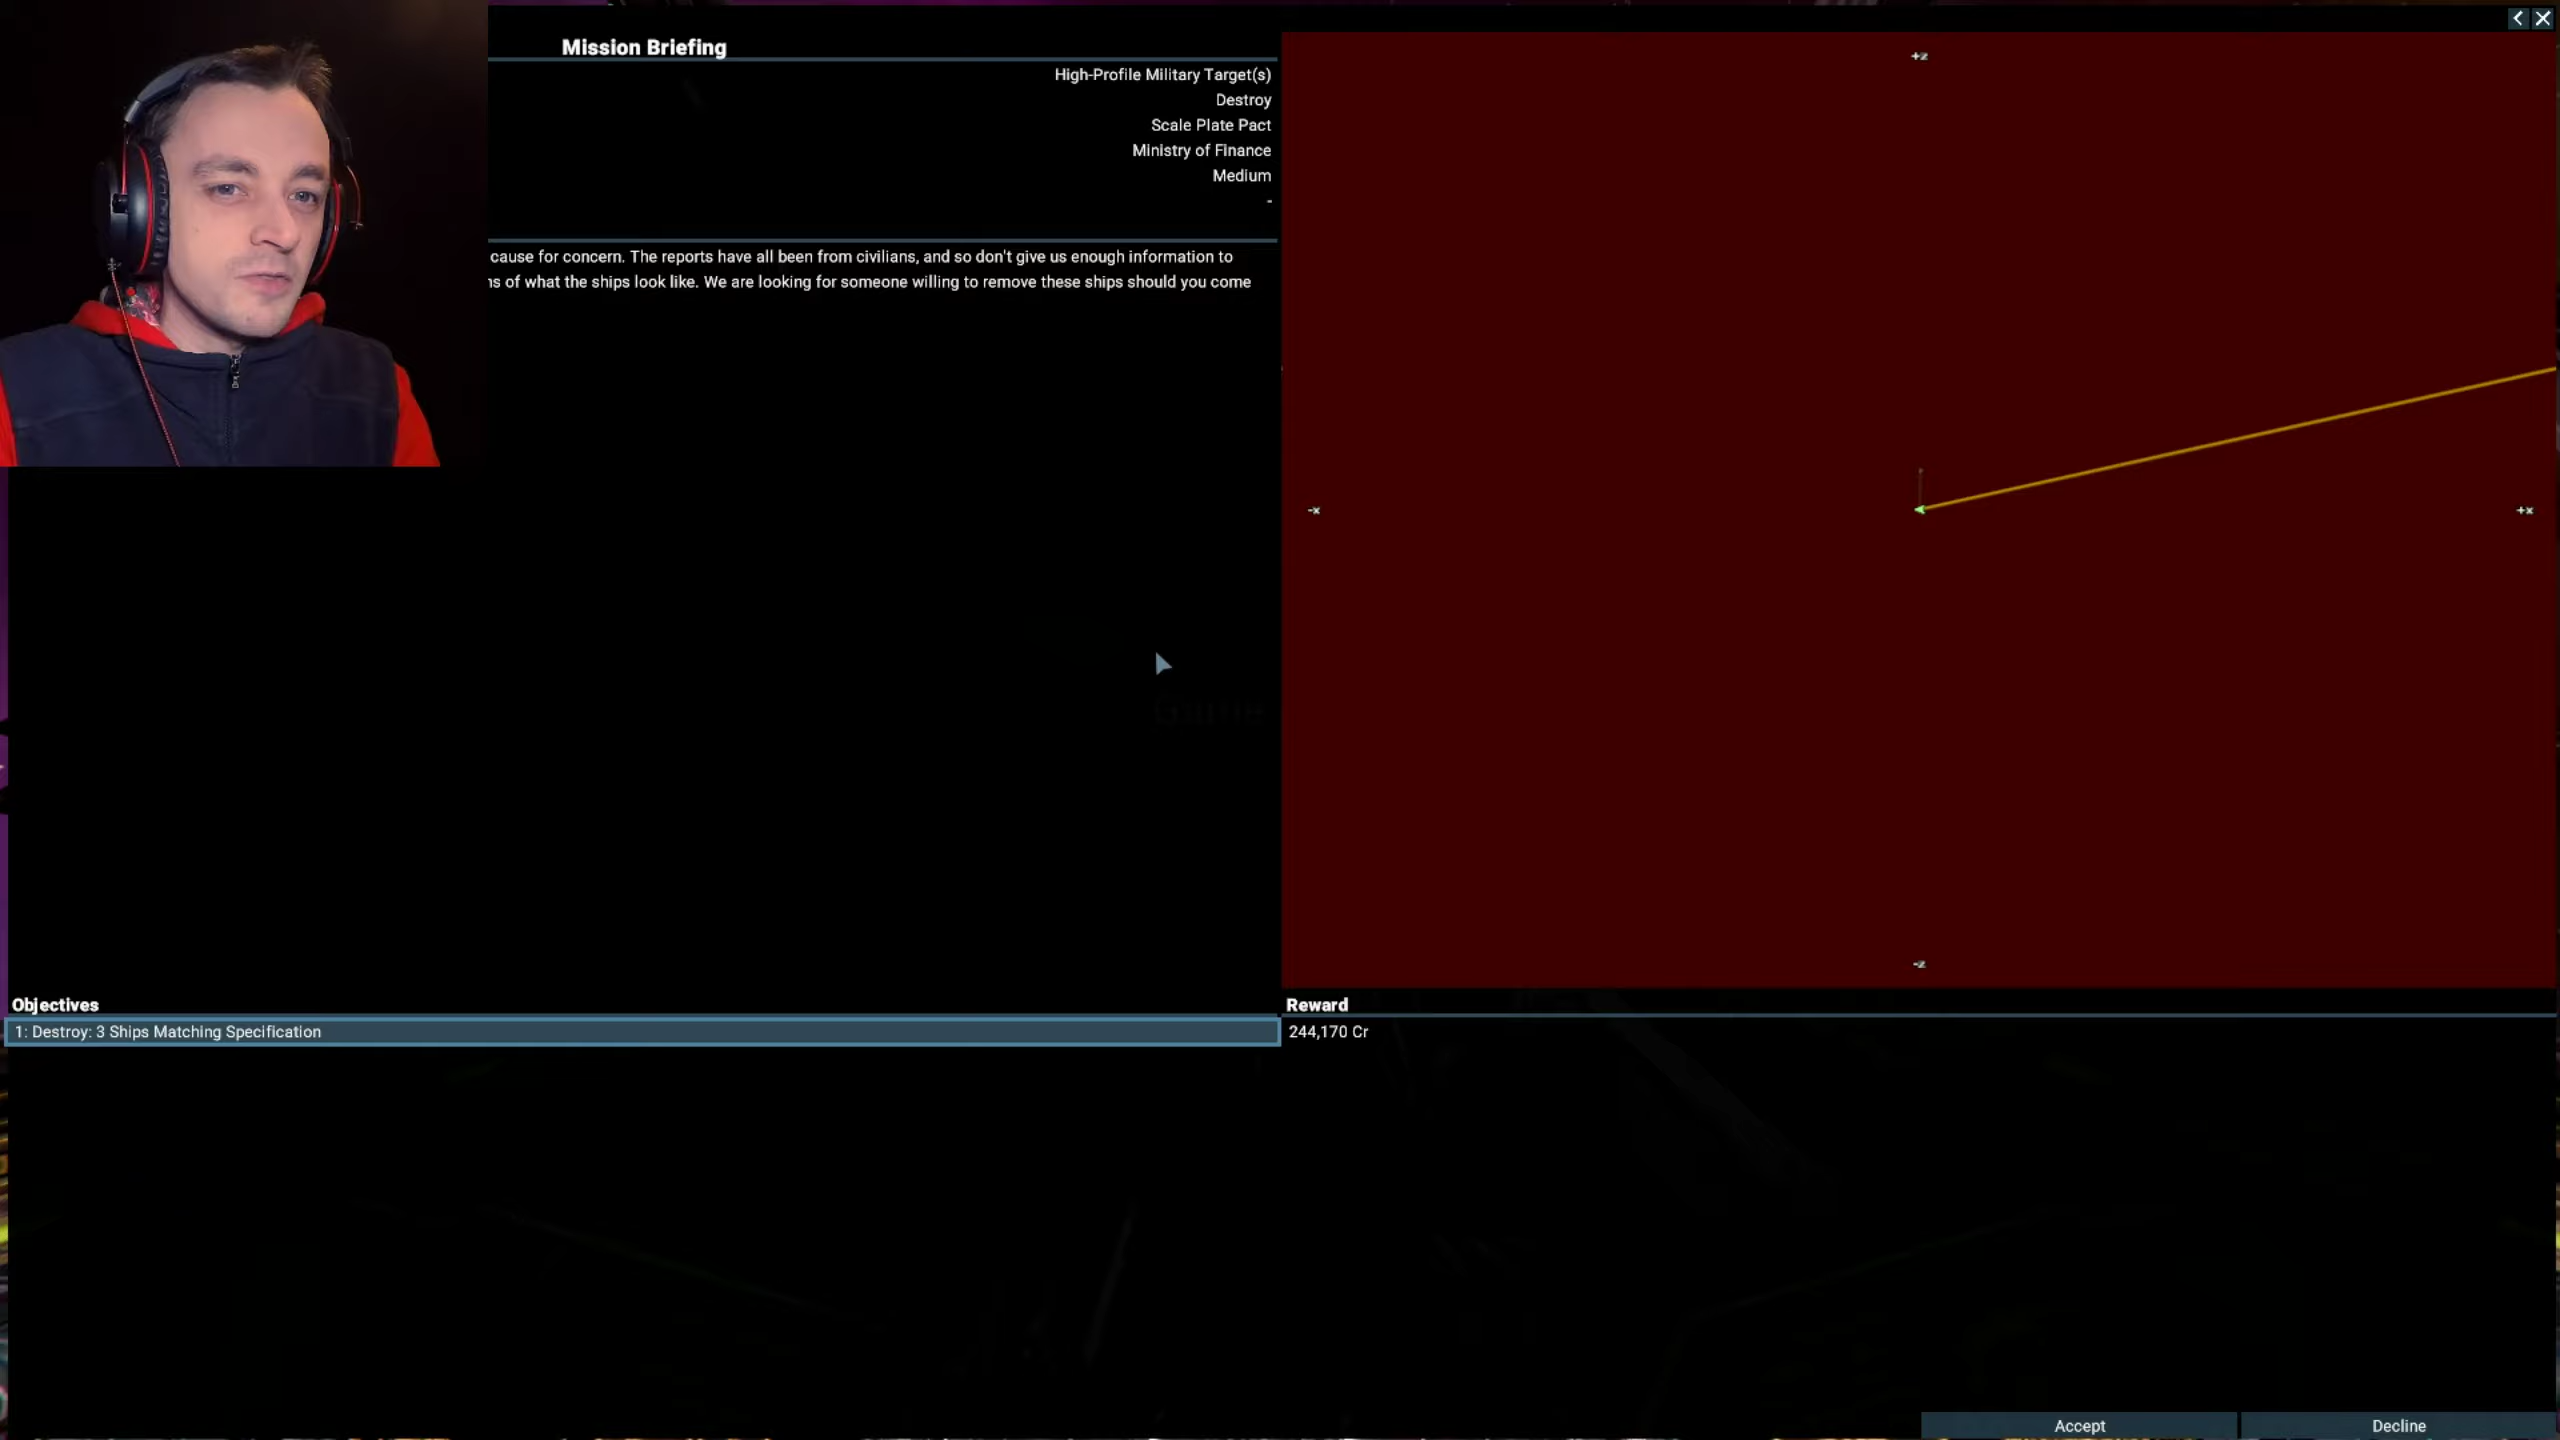 Mission Briefing
High-Profile Military Target(s)
Destroy
Scale Plate Pact
Ministry of Finance
Medium
-
cause for concern. The reports have all been from civilians, and so don't give us enough information to
of what the ships look like. We are looking for someone willing to remove these ships should you come
+z
-x
+x
-z
Objectives
1: Destroy: 3 Ships Matching Specification
Reward
244,170 Cr
Accept
Decline